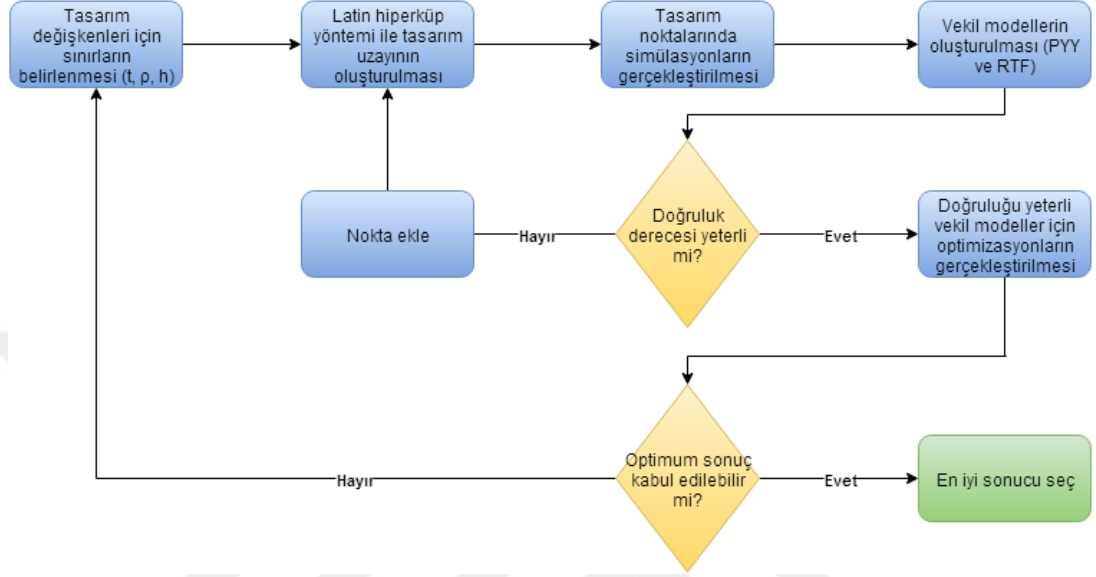 Tasarım
değişkenleri için
sınırların
belirlenmesi (t, ρ, h)
Latin hiperküp
yöntemi ile tasarım
uzayının
oluşturulması
Tasarım
noktalarında
simülasyonların
gerçekleştirilmesi
Vekil modellerin
oluşturulması (PYY
ve RTF)
Nokta ekle
Hayır
Doğruluk
derecesi yeterli
mi?
Evet
Doğruluğu yeterli
vekil modeller için
optimizasyonların
gerçekleştirilmesi
Hayır
Optimum sonuç
kabul edilebilir
mi?
Evet
En iyi sonucu seç